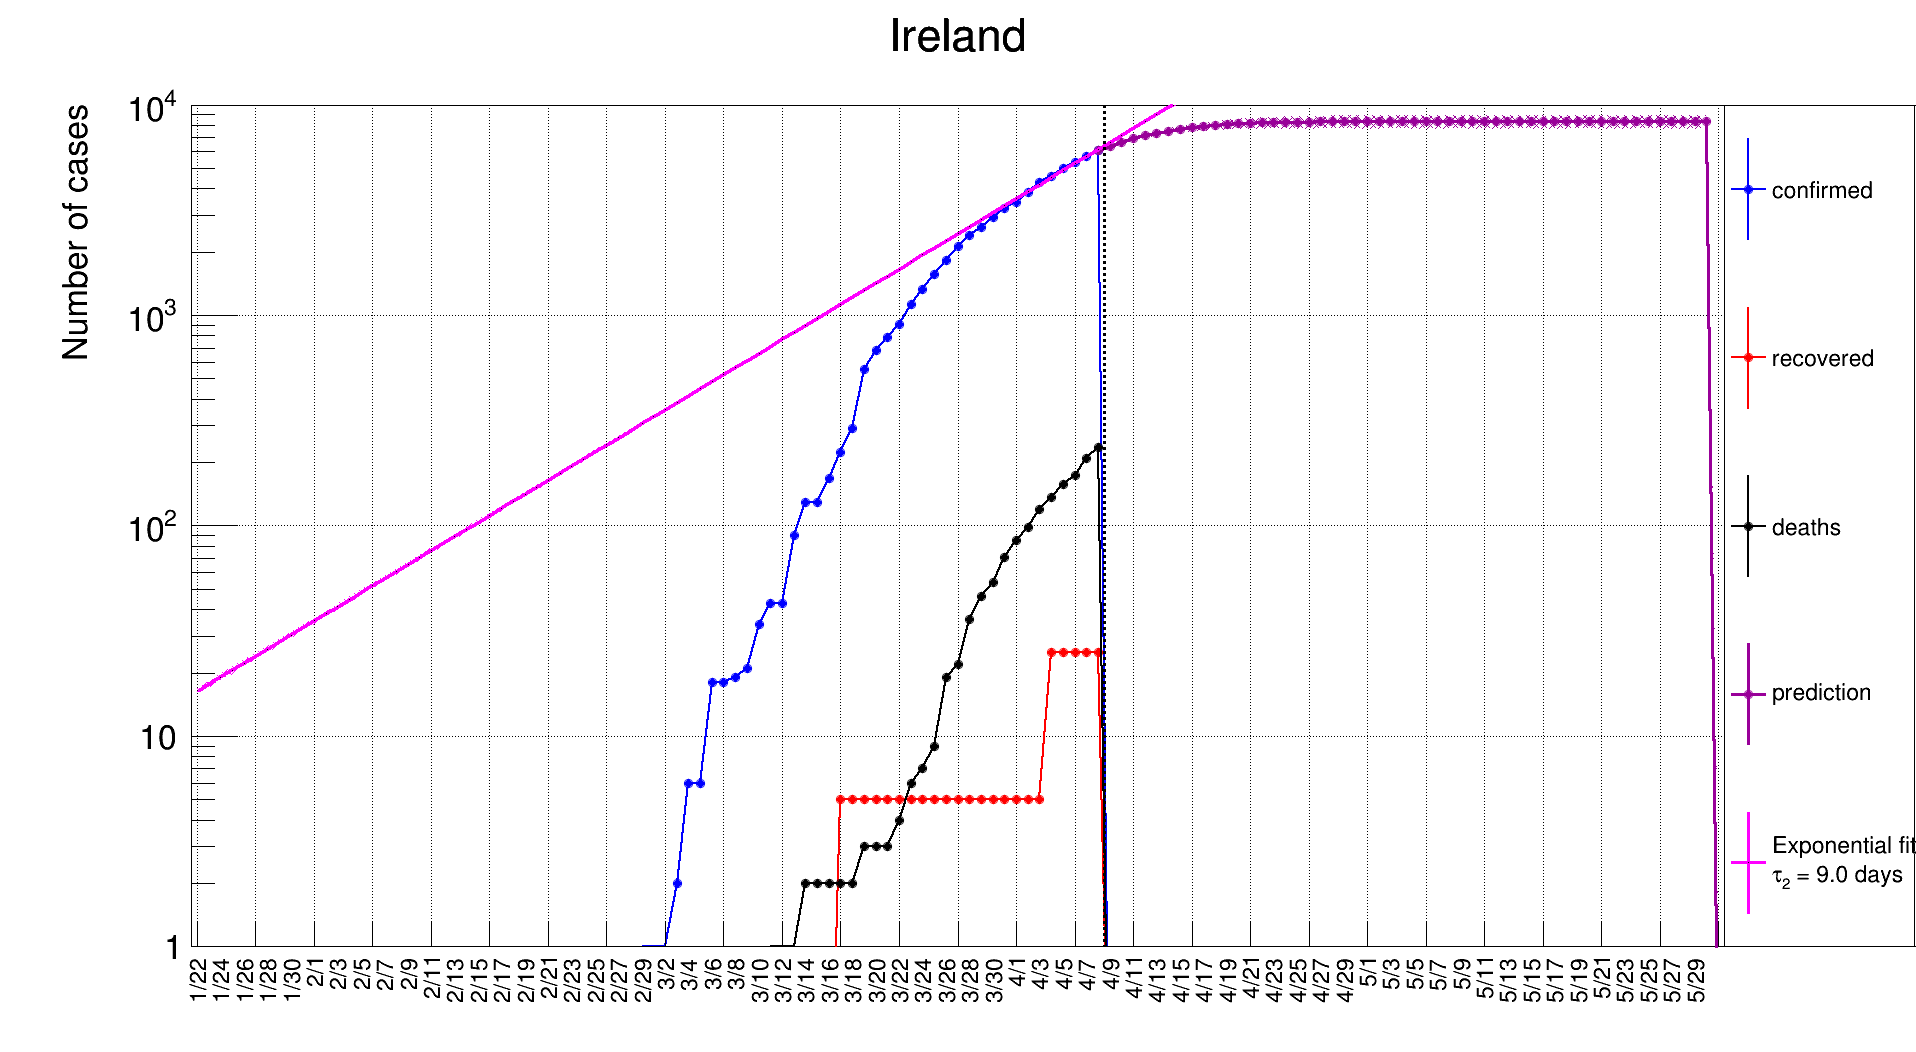 Ireland
Number of cases
10⁴
10³
10²
10
1
1/22 1/24 1/26 1/28 1/30 2/1 2/3 2/5 2/7 2/9 2/11 2/13 2/15 2/17 2/19 2/21 2/23 2/25 2/27 2/29 3/2 3/4 3/6 3/8 3/10 3/12 3/14 3/16 3/18 3/20 3/22 3/24 3/26 3/28 3/30 4/1 4/3 4/5 4/7 4/9 4/11 4/13 4/15 4/17 4/19 4/21 4/23 4/25 4/27 4/29 5/1 5/3 5/5 5/7 5/9 5/11 5/13 5/15 5/17 5/19 5/21 5/23 5/25 5/27 5/29
confirmed
recovered
deaths
prediction
Exponential fit
τ₂ = 9.0 days